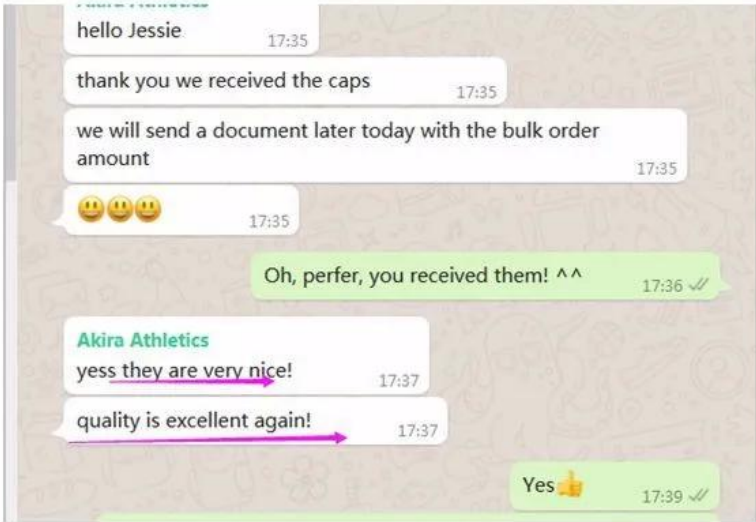 Akira Athletics
hello Jessie
17:35
thank you we received the caps
17:35
we will send a document later today with the bulk order
amount
17:35
😃😃😃
17:35
Oh, perfer, you received them! ^^
17:36
Akira Athletics
yess they are very nice!
17:37
quality is excellent again!
17:37
Yes👍
17:39